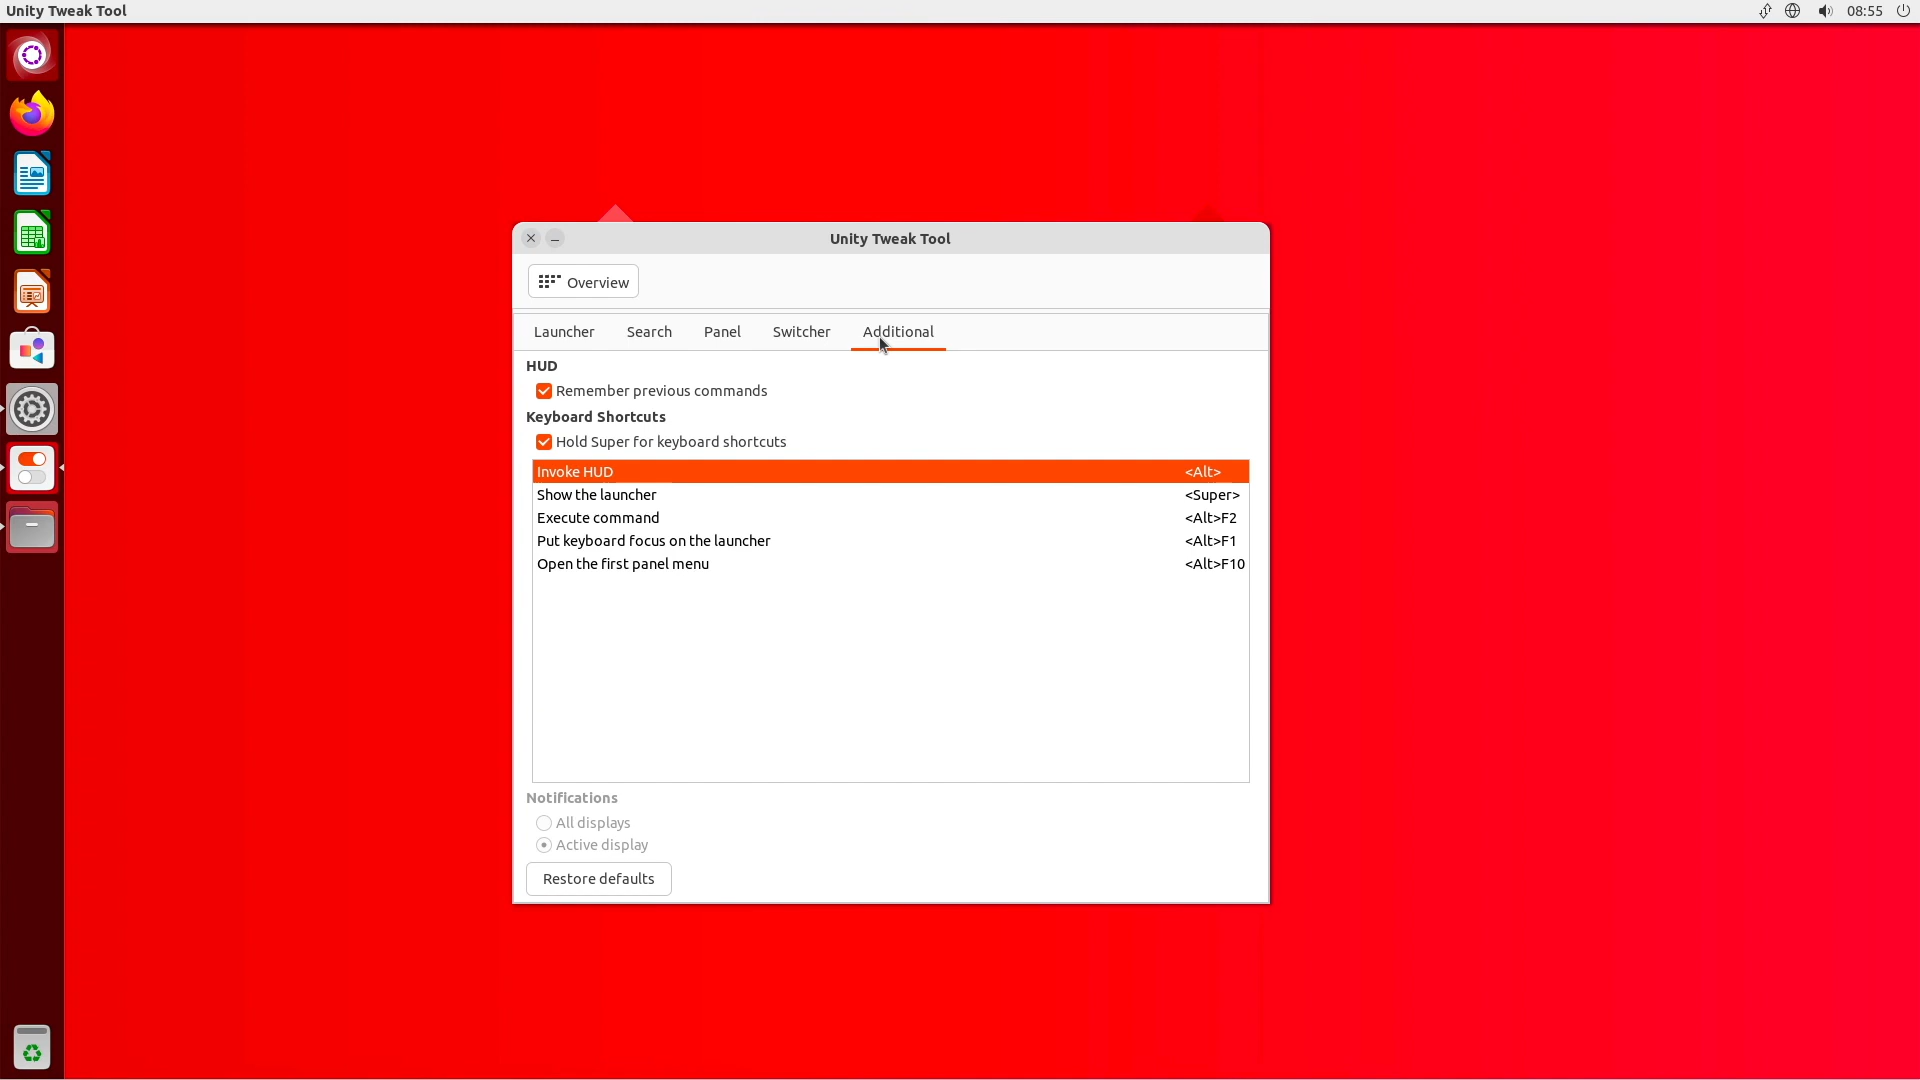 Unity Tweak Tool
08:55
Unity Tweak Tool
Overview
Launcher Search Panel Switcher Additional
HUD
Remember previous commands
Keyboard Shortcuts
Hold Super for keyboard shortcuts
Invoke HUD <Alt>
Show the launcher <Super>
Execute command <Alt>F2
Put keyboard focus on the launcher <Alt>F1
Open the first panel menu <Alt>F10
Notifications
All displays
Active display
Restore defaults